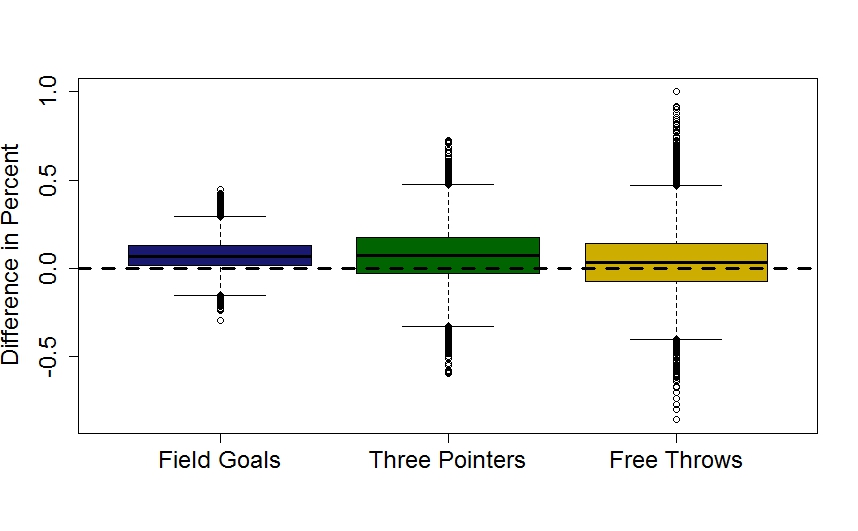 Difference in Percent
1.0
0.5
0.0
-0.5
Field Goals
Three Pointers
Free Throws